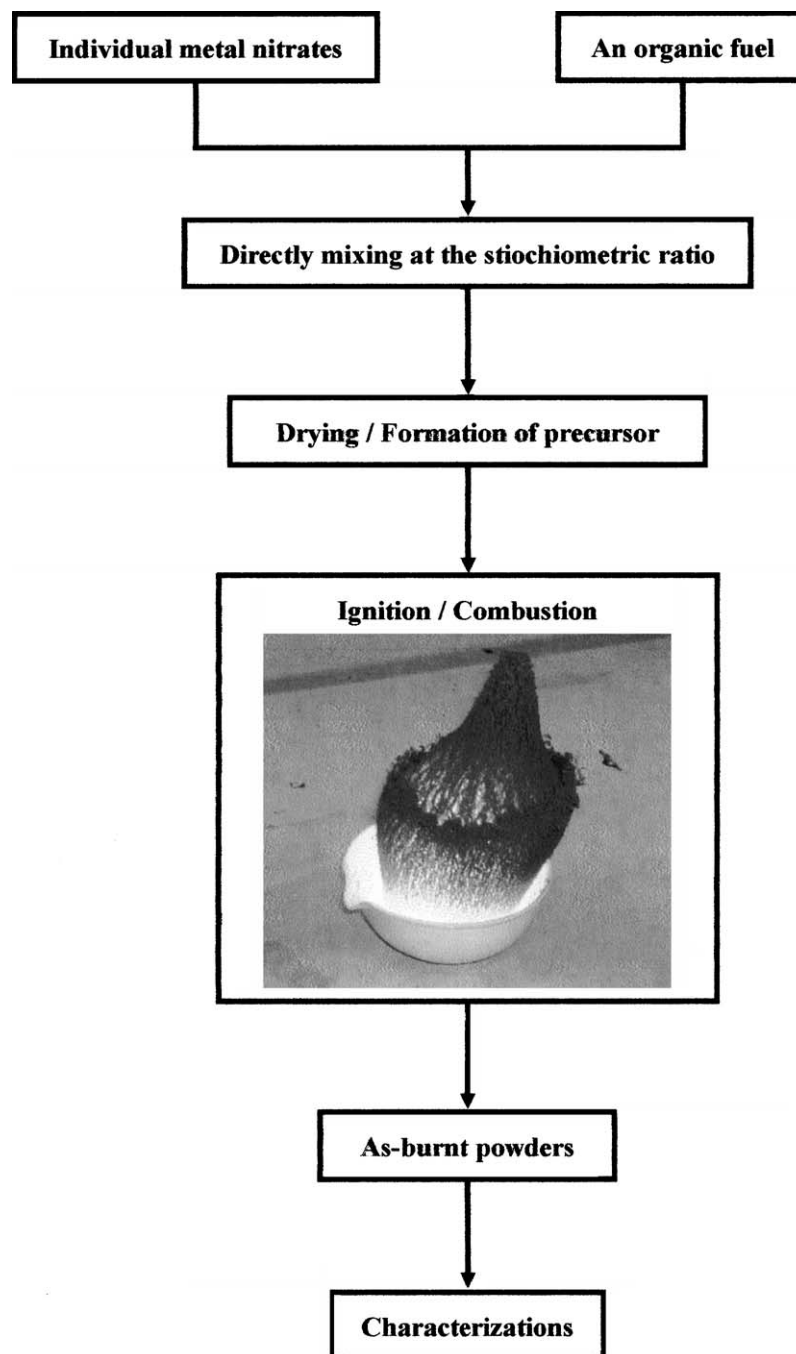 Individual metal nitrates
An organic fuel
Directly mixing at the stiochiometric ratio
Drying / Formation of precursor
Ignition / Combustion
As-burnt powders
Characterizations